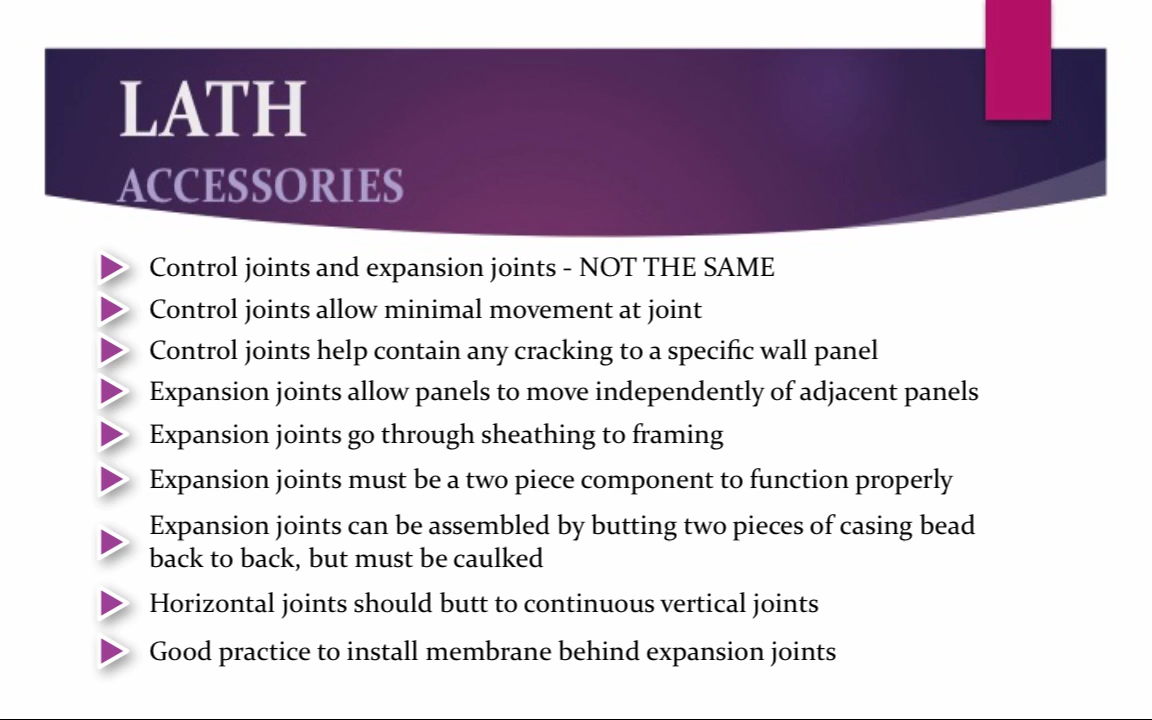 LATH
ACCESSORIES
Control joints and expansion joints - NOT THE SAME
Control joints allow minimal movement at joint
Control joints help contain any cracking to a specific wall panel
Expansion joints allow panels to move independently of adjacent panels
Expansion joints go through sheathing to framing
Expansion joints must be a two piece component to function properly
Expansion joints can be assembled by butting two pieces of casing bead
back to back, but must be caulked
Horizontal joints should butt to continuous vertical joints
Good practice to install membrane behind expansion joints